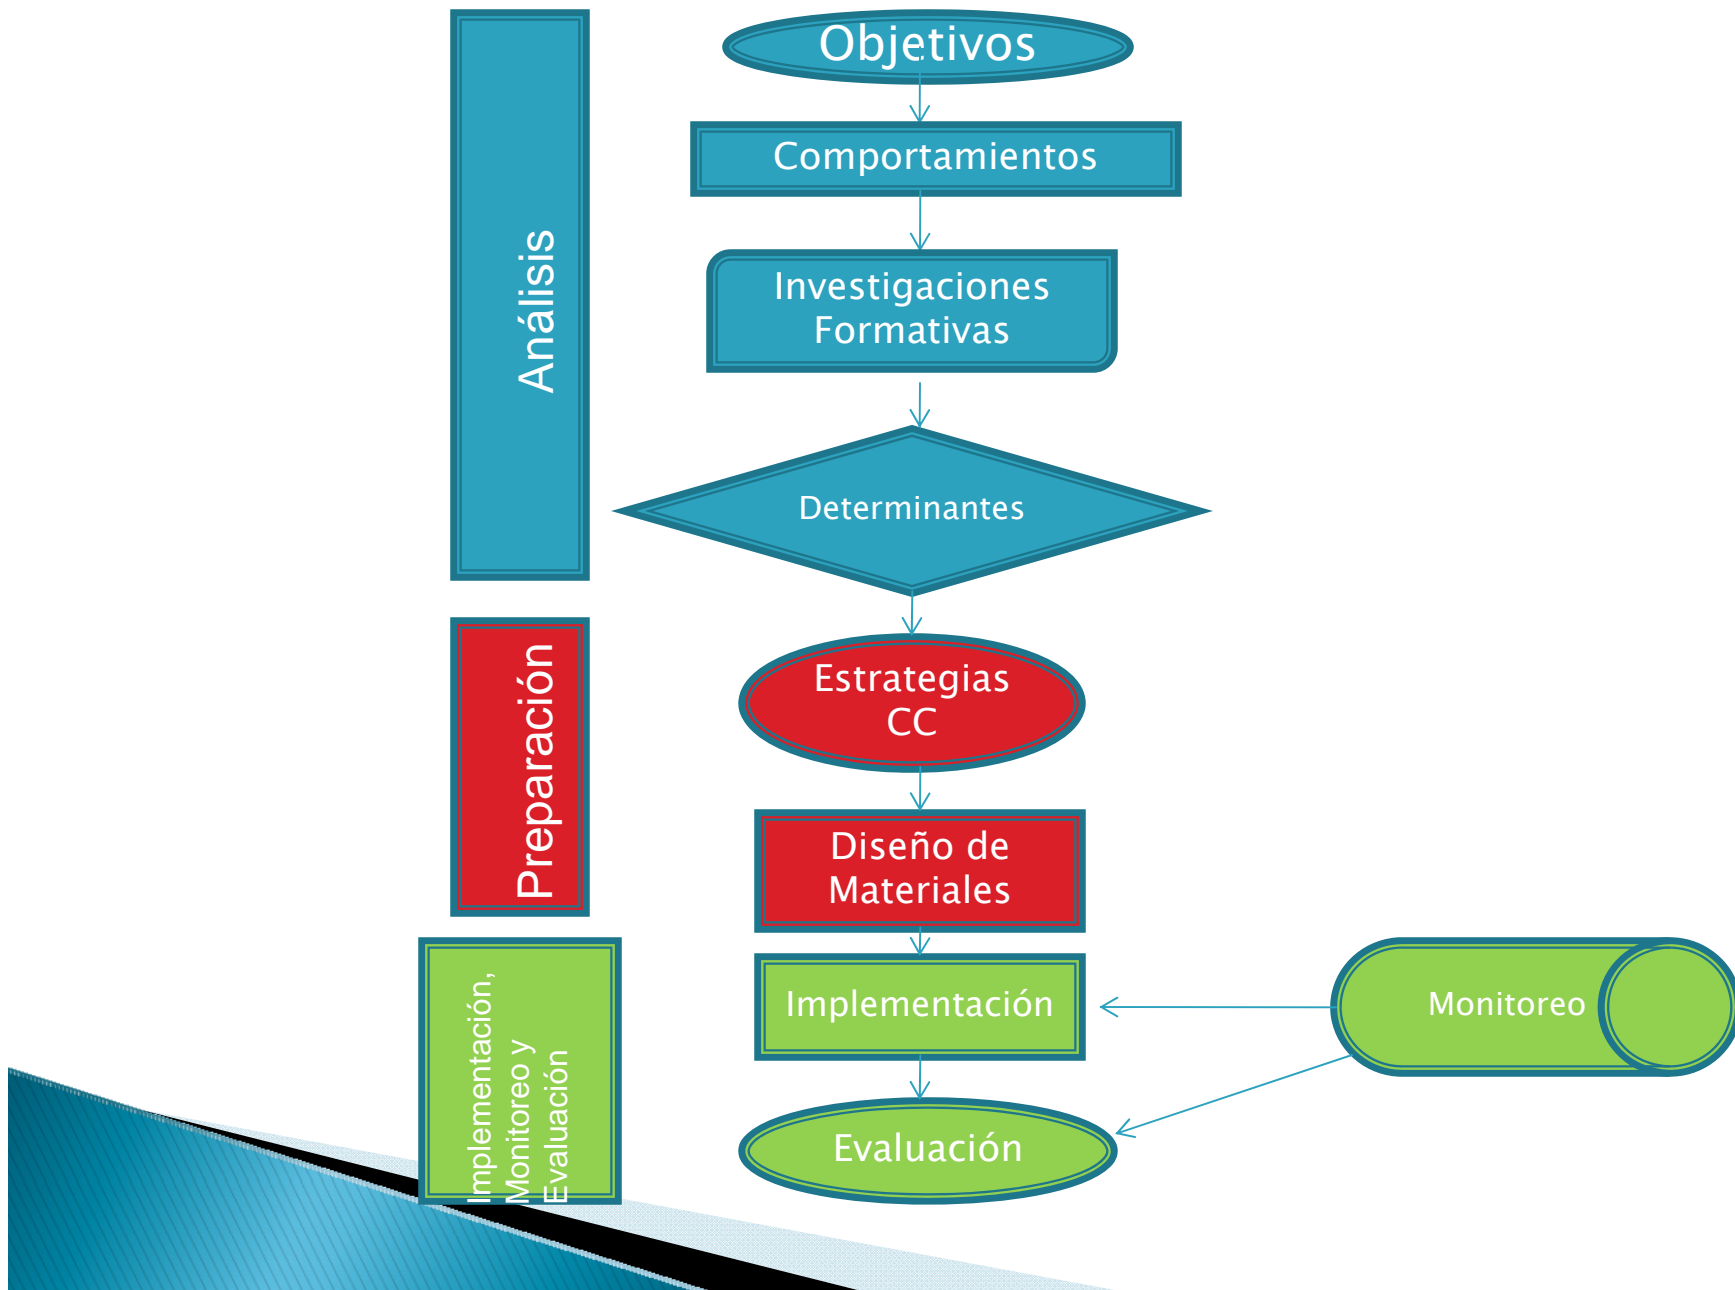 Análisis
Objetivos
Comportamientos
Investigaciones
Formativas
Determinantes
Preparación
Estrategias
CC
Diseño de
Materiales
Implementación,
Monitoreo y
Evaluación
Implementación
Monitoreo
Evaluación